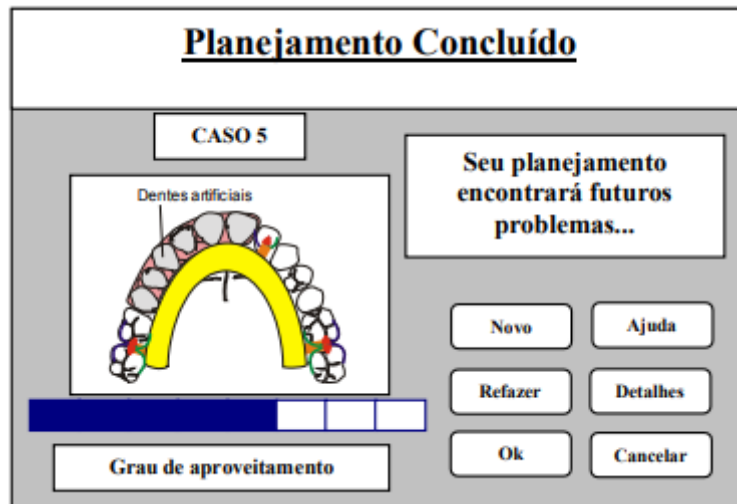 Planejamento Concluído
CASO 5
Dentes artificiais
Seu planejamento
encontrará futuros
problemas...
Novo
Ajuda
Refazer
Detalhes
Ok
Cancelar
Grau de aproveitamento